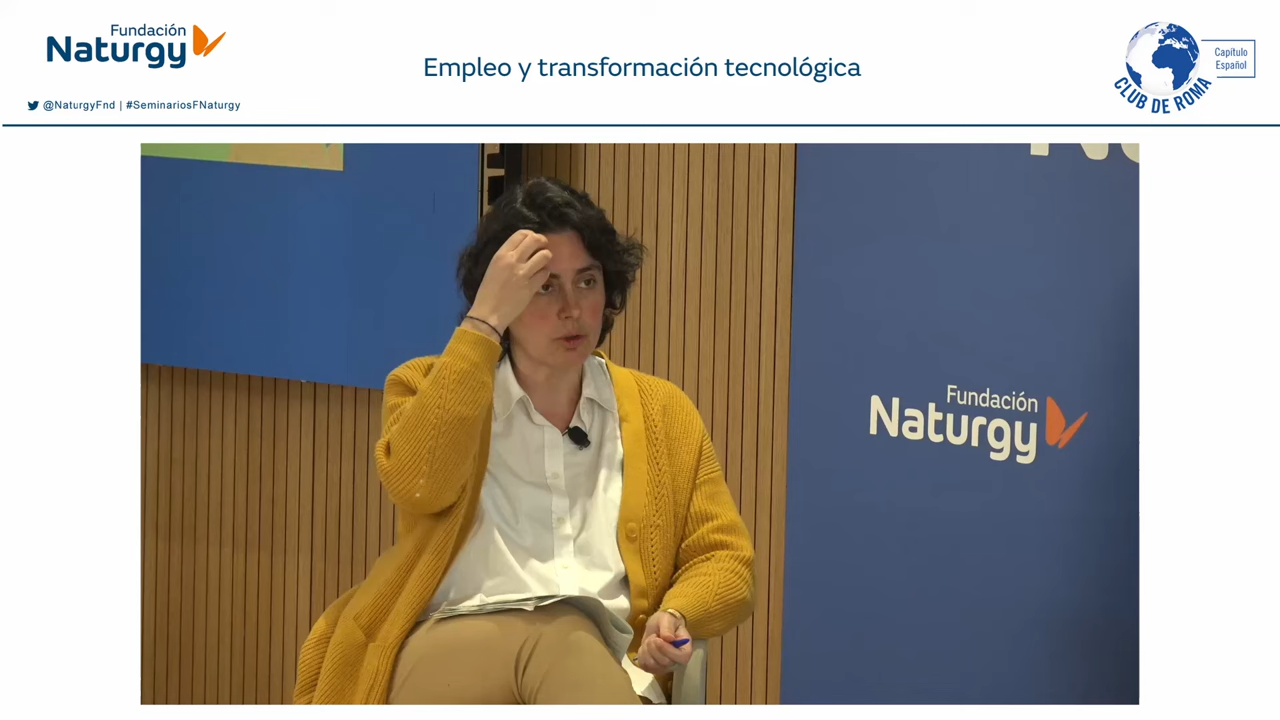 Fundación
Naturgy
@NaturgyFnd | #SeminariosFNaturgy
Empleo y transformación tecnológica
Capítulo
Español
CLUB DE ROMA
Fundación
Naturgy